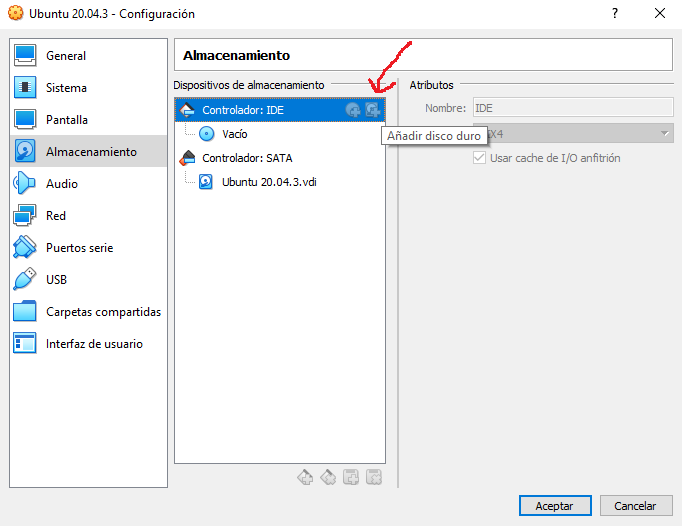 Ubuntu 20.04.3 - Configuración
General
Sistema
Pantalla
Almacenamiento
Audio
Red
Puertos serie
USB
Carpetas compartidas
Interfaz de usuario
Almacenamiento
Dispositivos de almacenamiento
Controlador: IDE
Vacío
Controlador: SATA
Ubuntu 20.04.3.vdi
Añadir disco duro
Atributos
Nombre: IDE
X4
Usar cache de I/O anfitrión
Aceptar
Cancelar